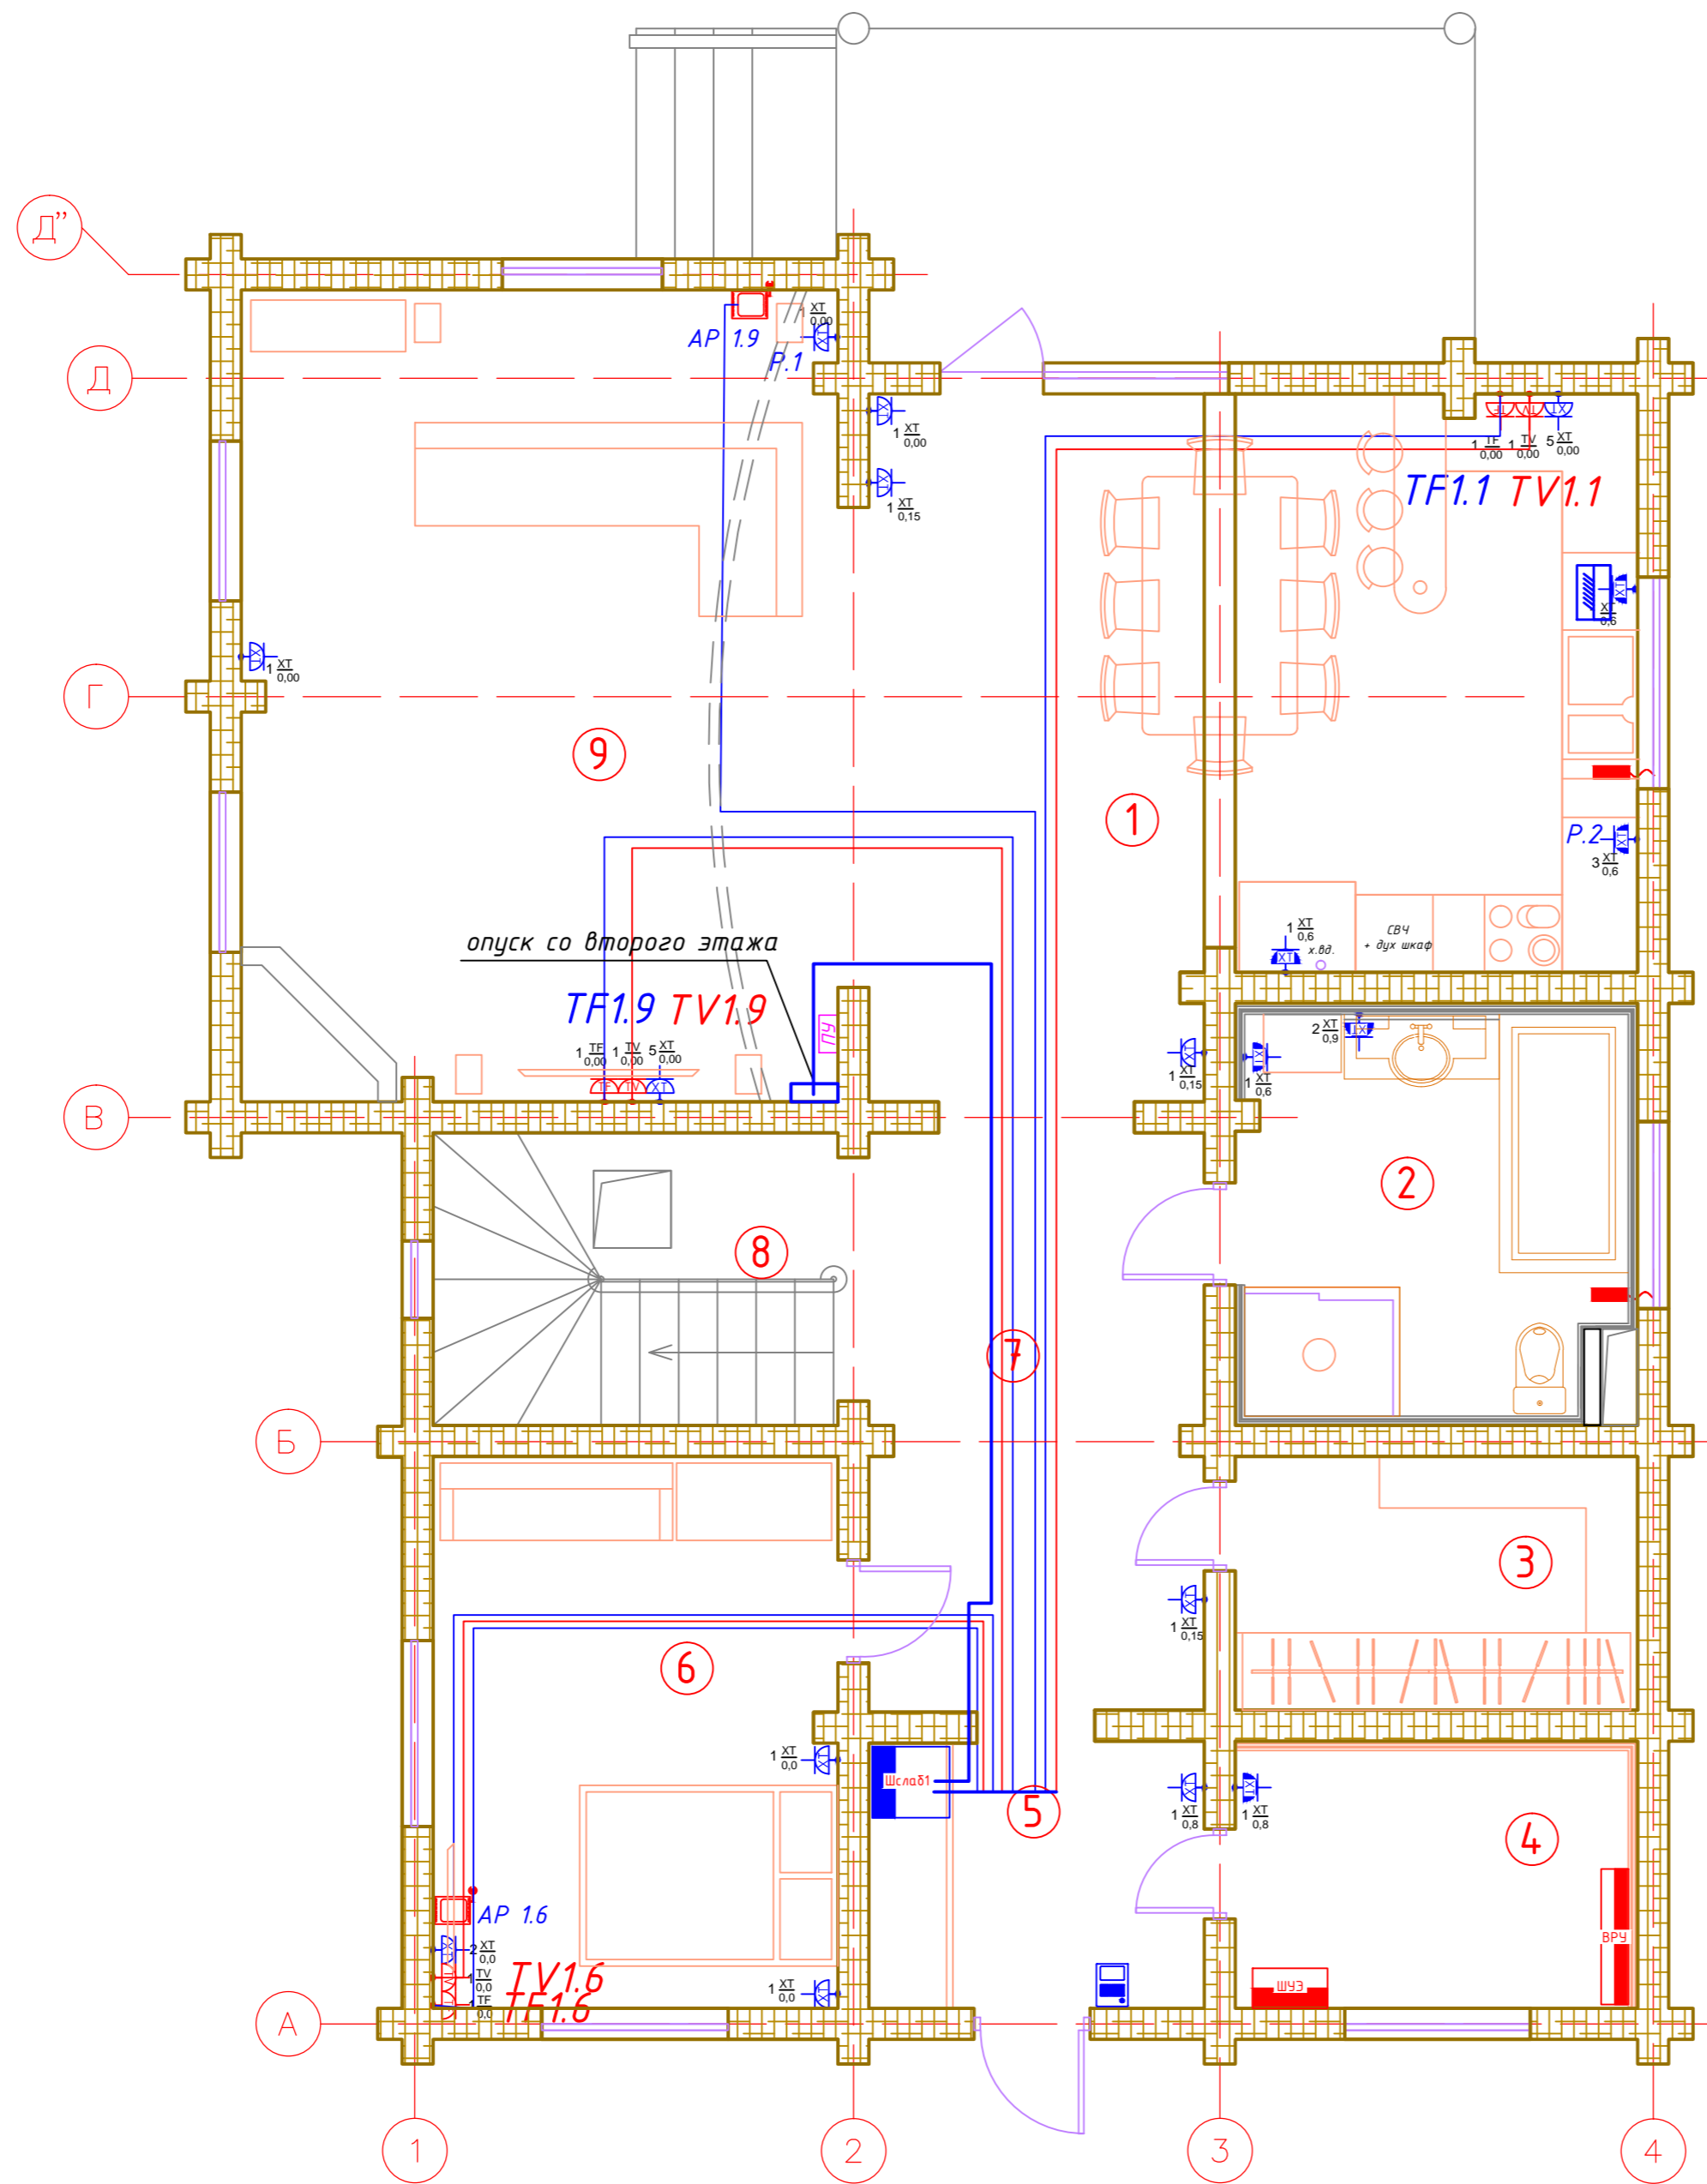 Д”
1 XT
0,00
АР 1.9
Р.1
Д
1 XT
0,00
1 TF
0,00
1 TV
0,00
5 XT
0,00
TF1.1 TV1.1
1 XT
0,15
XT
0,6
1 XT
0,00
Г
9
1
Р.2
3 XT
0,6
опуск со второго этажа
1 XT
0,6
х.вд.
СВЧ
+ дух шкаф
TF1.9 TV1.9
ПУ
1 TF
0,00
1 TV
0,00
5 XT
0,00
2 XT
0,9
1 XT
0,15
1 XT
0,6
TF TV XT
В
2
8
7
Б
3
1 XT
0,15
6
1 XT
0,0
Шслаб1
5
1 XT
0,8
1 XT
0,8
4
АР 1.6
2 XT
0,0
1 TV
0,0
1 TF
0,0
TV1.6
TF1.6
1 XT
0,0
ШУЭ
ВРУ
А
1
2
3
4